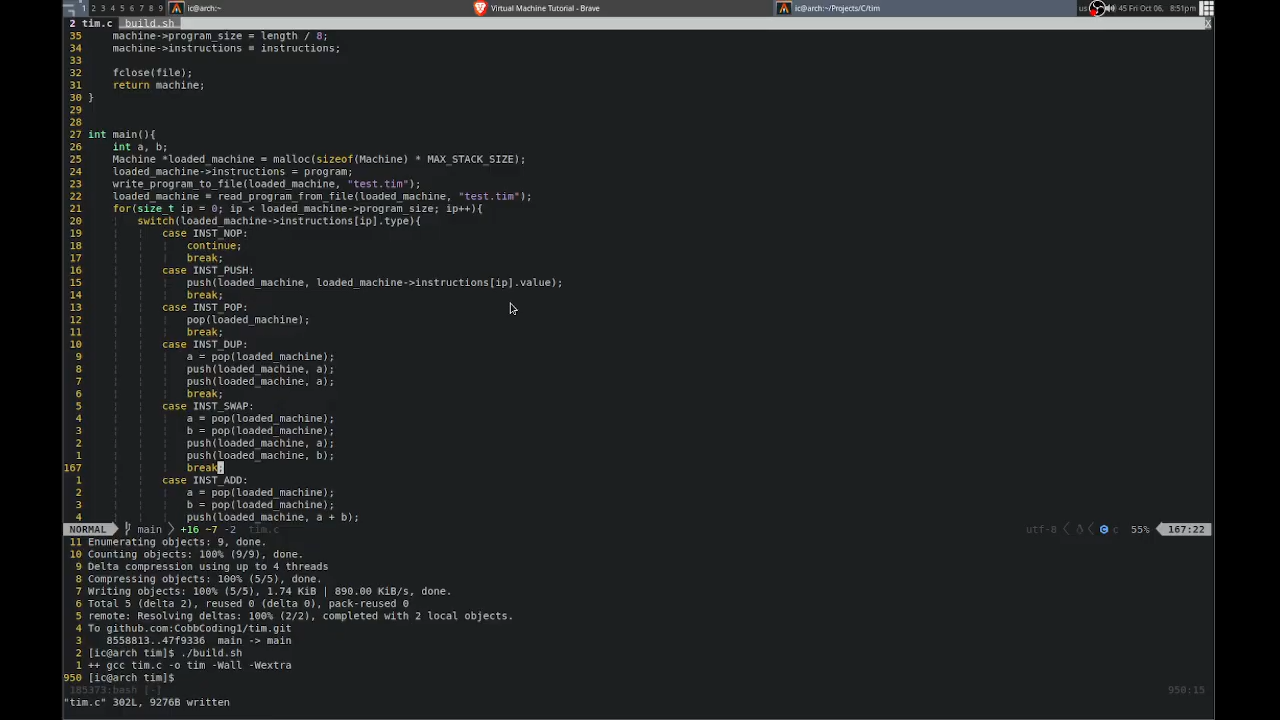 1 2 3 4 5 6 7 8 9 ic@arch:~ Virtual Machine Tutorial - Brave ic@arch:~/Projects/C/tim us 45 Fri Oct 06, 8:51pm
2 tim.c build.sh X
35 machine->program_size = length / 8;
34 machine->instructions = instructions;
33
32 fclose(file);
31 return machine;
30 }
29
28
27 int main(){
26 int a, b;
25 Machine *loaded_machine = malloc(sizeof(Machine) * MAX_STACK_SIZE);
24 loaded_machine->instructions = program;
23 write_program_to_file(loaded_machine, "test.tim");
22 loaded_machine = read_program_from_file(loaded_machine, "test.tim");
21 for(size_t ip = 0; ip < loaded_machine->program_size; ip++){
20 switch(loaded_machine->instructions[ip].type){
19 case INST_NOP:
18 continue;
17 break;
16 case INST_PUSH:
15 push(loaded_machine, loaded_machine->instructions[ip].value);
14 break;
13 case INST_POP:
12 pop(loaded_machine);
11 break;
10 case INST_DUP:
9 a = pop(loaded_machine);
8 push(loaded_machine, a);
7 push(loaded_machine, a);
6 break;
5 case INST_SWAP:
4 a = pop(loaded_machine);
3 b = pop(loaded_machine);
2 push(loaded_machine, a);
1 push(loaded_machine, b);
167 break;
1 case INST_ADD:
2 a = pop(loaded_machine);
3 b = pop(loaded_machine);
4 push(loaded_machine, a + b);
NORMAL main +16 ~7 -2 tim.c utf-8 c 55% 167:22
11 Enumerating objects: 9, done.
10 Counting objects: 100% (9/9), done.
9 Delta compression using up to 4 threads
8 Compressing objects: 100% (5/5), done.
7 Writing objects: 100% (5/5), 1.74 KiB | 890.00 KiB/s, done.
6 Total 5 (delta 2), reused 0 (delta 0), pack-reused 0
5 remote: Resolving deltas: 100% (2/2), completed with 2 local objects.
4 To github.com:CobbCoding1/tim.git
3 8558813..47f9336 main -> main
2 [ic@arch tim]$ ./build.sh
1 ++ gcc tim.c -o tim -Wall -Wextra
950 [ic@arch tim]$
185373:bash [-] 950:15
"tim.c" 302L, 9276B written